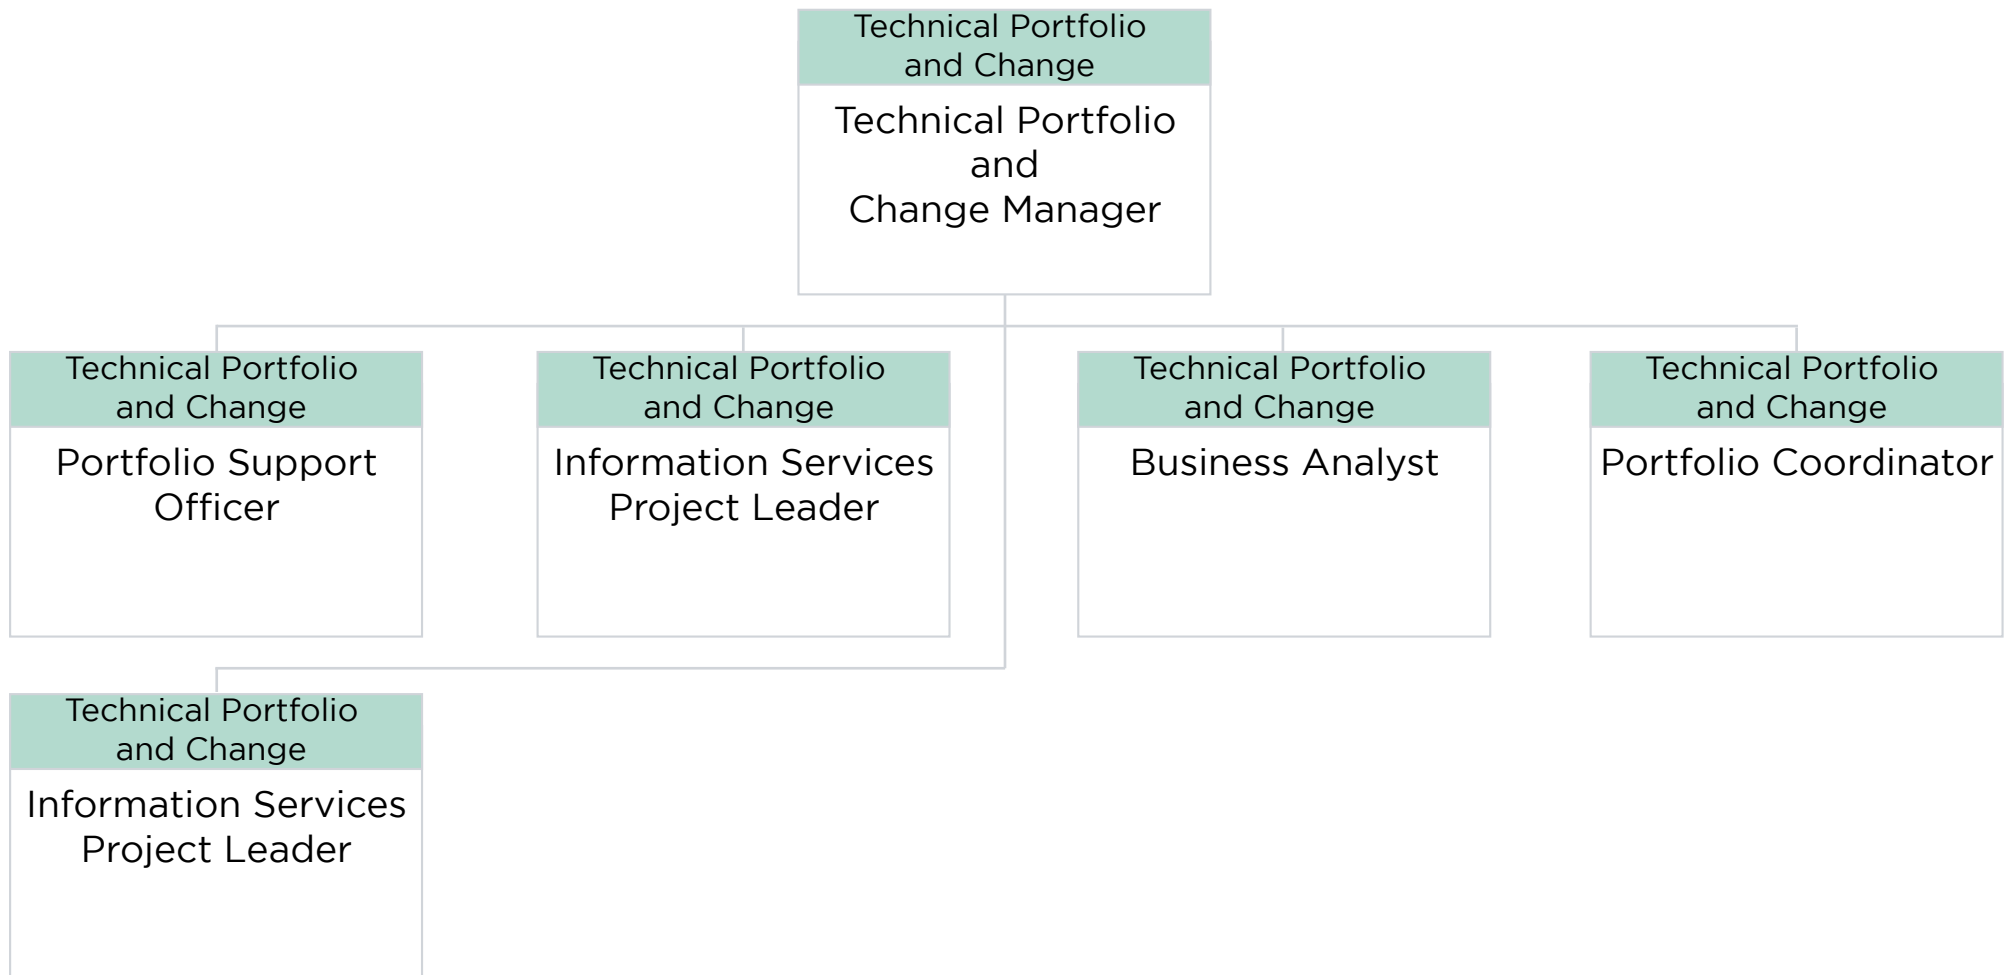 Technical Portfolio
and Change
Technical Portfolio
and
Change Manager
Technical Portfolio
and Change
Portfolio Support
Officer
Technical Portfolio
and Change
Information Services
Project Leader
Technical Portfolio
and Change
Business Analyst
Technical Portfolio
and Change
Portfolio Coordinator
Technical Portfolio
and Change
Information Services
Project Leader